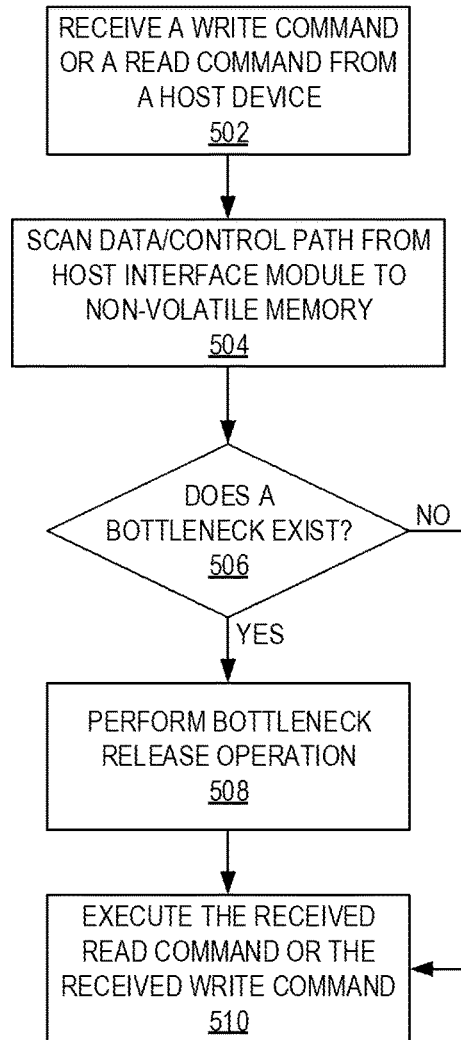 RECEIVE A WRITE COMMAND
OR A READ COMMAND FROM
A HOST DEVICE
502
SCAN DATA/CONTROL PATH FROM
HOST INTERFACE MODULE TO
NON-VOLATILE MEMORY
504
DOES A
BOTTLENECK EXIST?
506
NO
YES
PERFORM BOTTLENECK
RELEASE OPERATION
508
EXECUTE THE RECEIVED
READ COMMAND OR THE
RECEIVED WRITE COMMAND
510